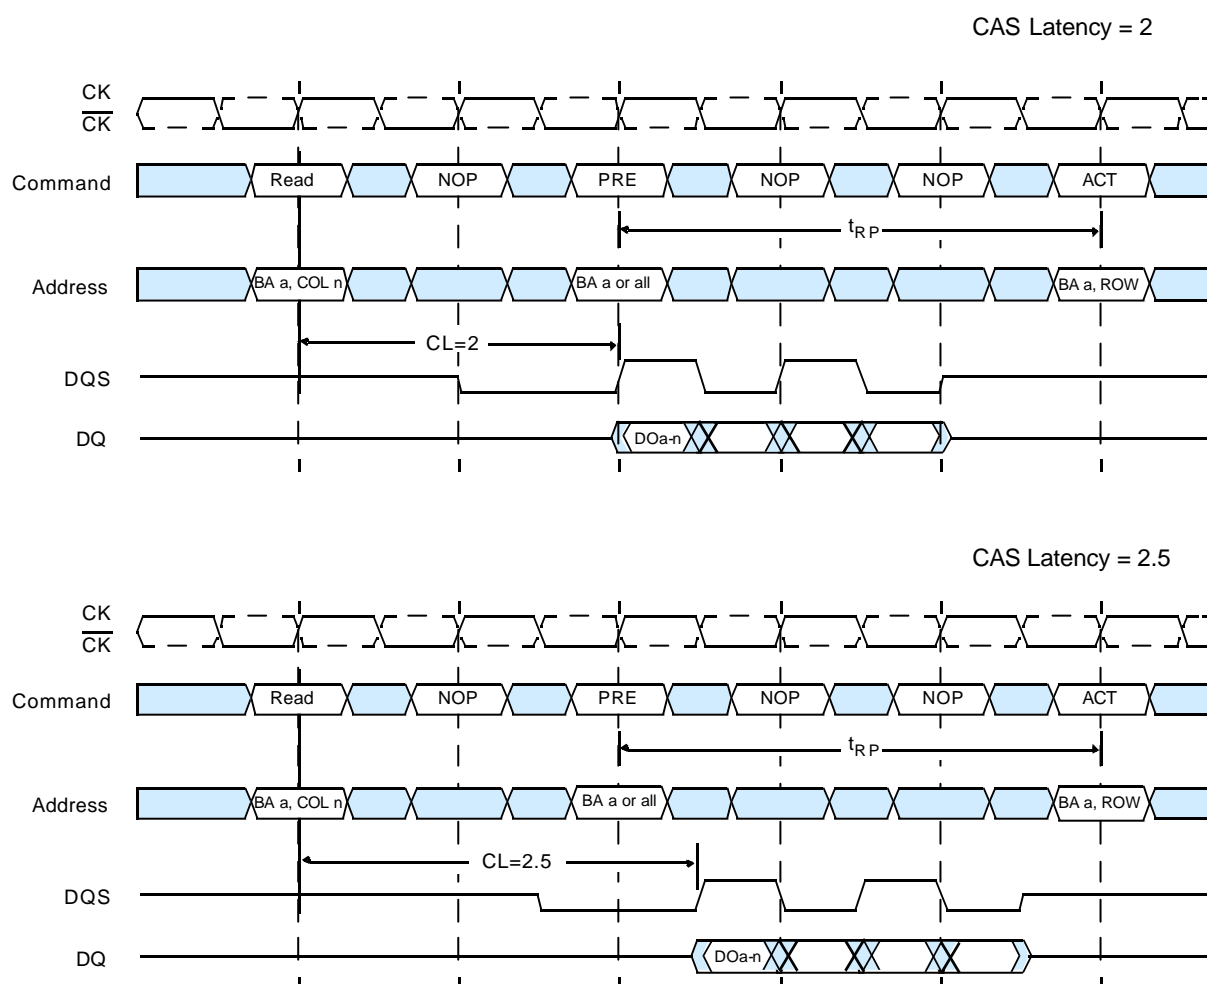 CAS Latency = 2
CK
CK
Command Read NOP PRE NOP NOP ACT
tRP
Address BA a, COL n BA a or all BA a, ROW
CL=2
DQS
DQ DOa-n
CAS Latency = 2.5
CK
CK
Command Read NOP PRE NOP NOP ACT
tRP
Address BA a, COL n BA a or all BA a, ROW
CL=2.5
DQS
DQ DOa-n